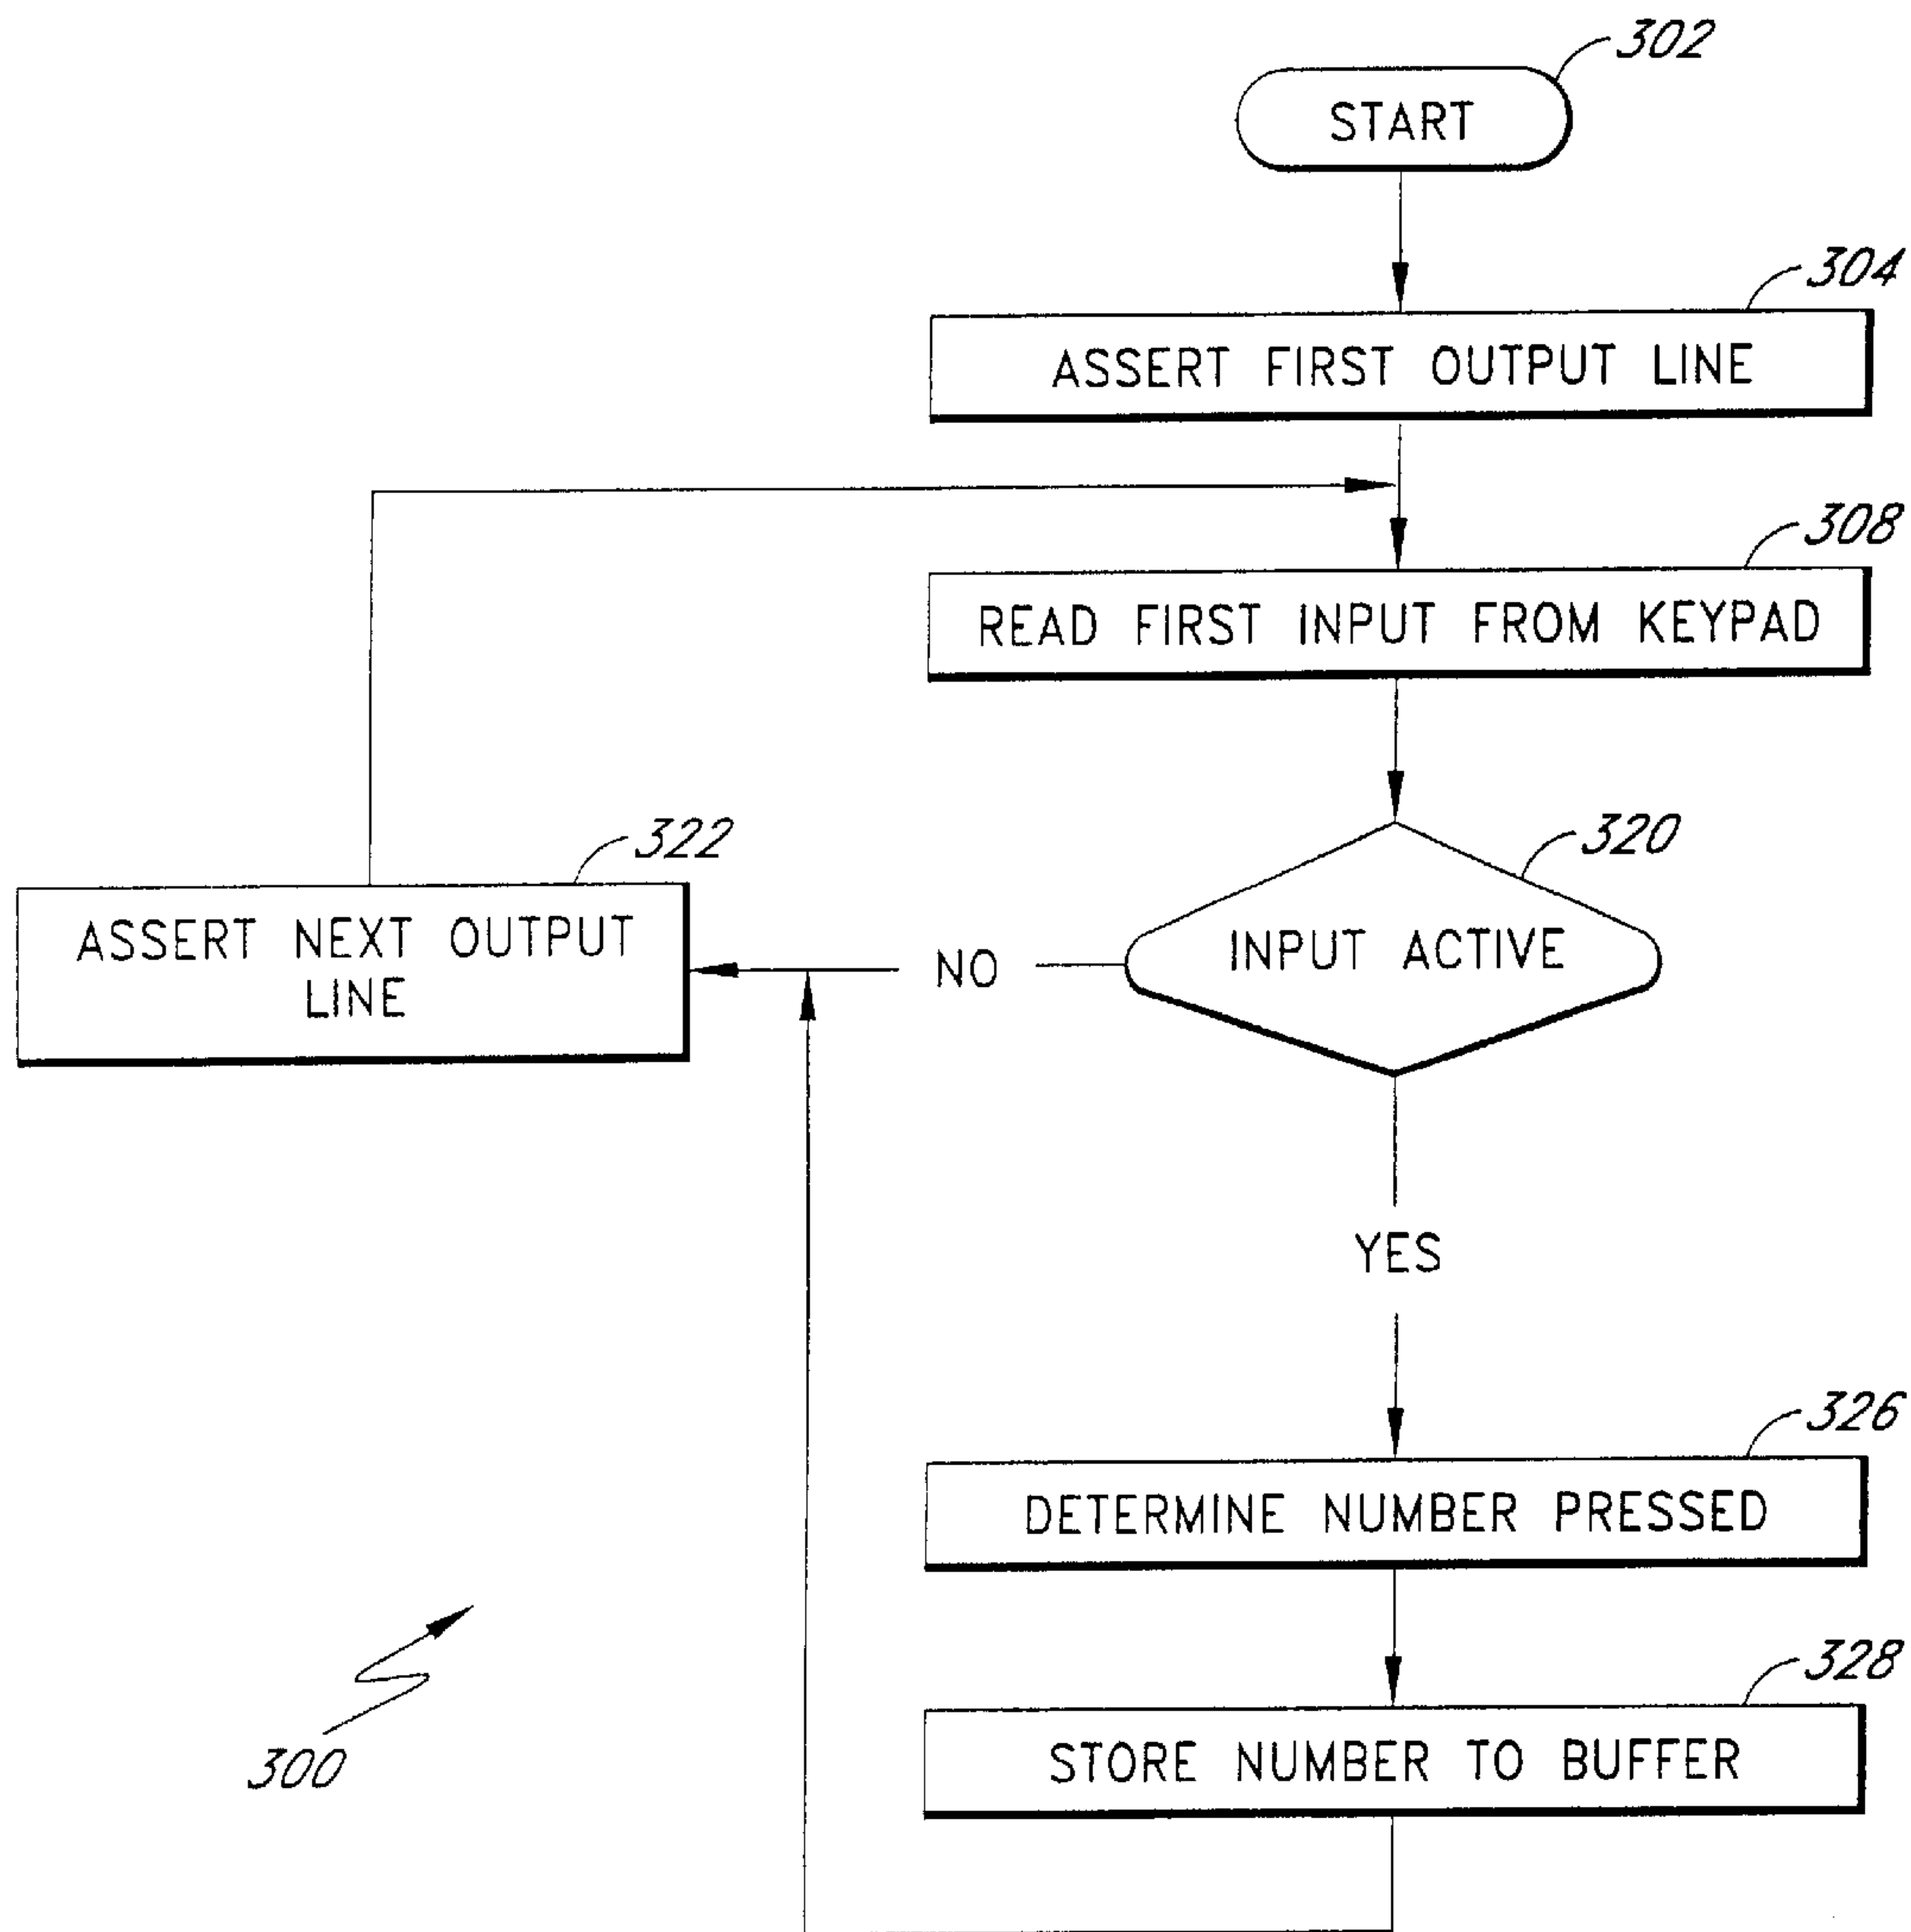 302
START
304
ASSERT FIRST OUTPUT LINE
308
READ FIRST INPUT FROM KEYPAD
320
INPUT ACTIVE
NO
322
ASSERT NEXT OUTPUT
LINE
YES
326
DETERMINE NUMBER PRESSED
328
STORE NUMBER TO BUFFER
300